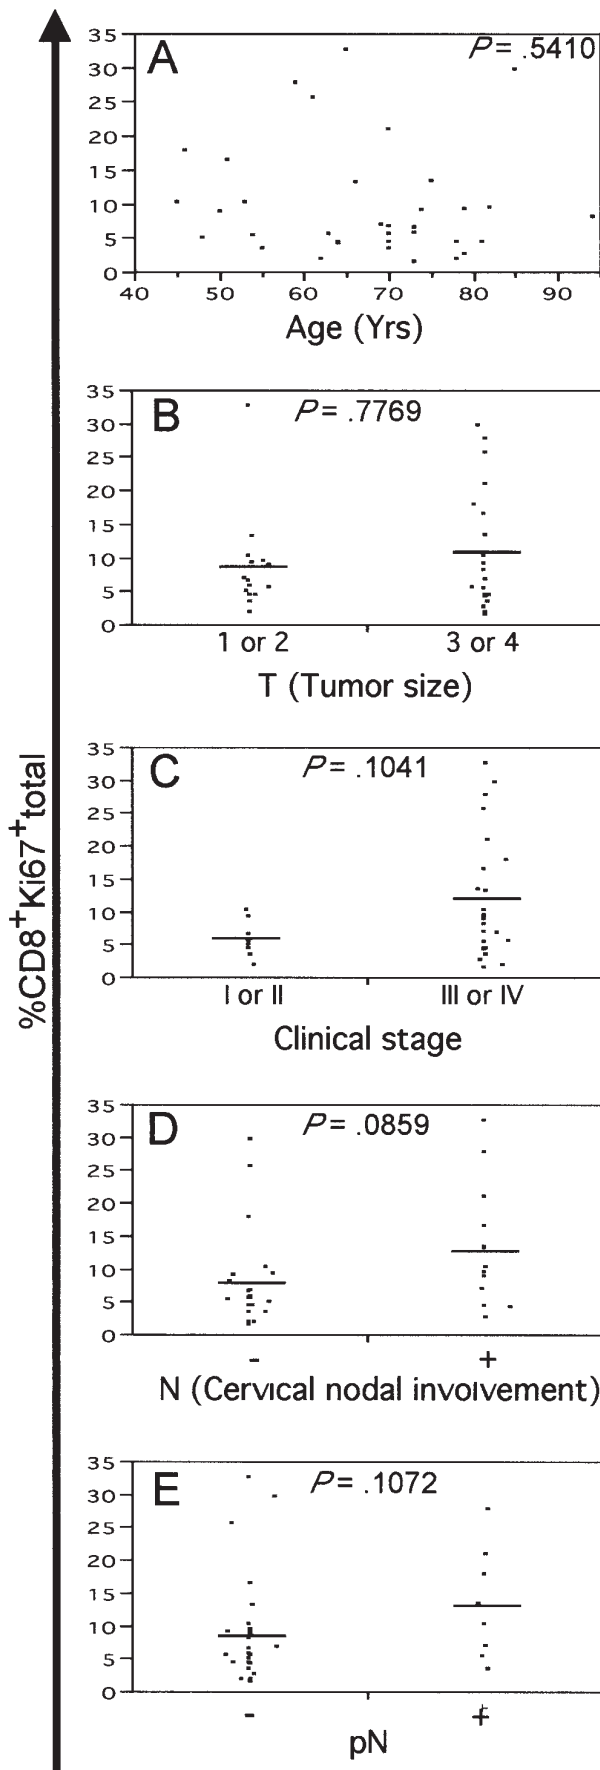 %CD8+Ki67+total
A
P = .5410
35
30
25
20
15
10
5
0
40 50 60 70 80 90
Age (Yrs)
B
P = .7769
35
30
25
20
15
10
5
0
1 or 2 3 or 4
T (Tumor size)
C
P = .1041
35
30
25
20
15
10
5
0
I or II III or IV
Clinical stage
D
P = .0859
35
30
25
20
15
10
5
0
- +
N (Cervical nodal involvement)
E
P = .1072
35
30
25
20
15
10
5
0
- +
pN